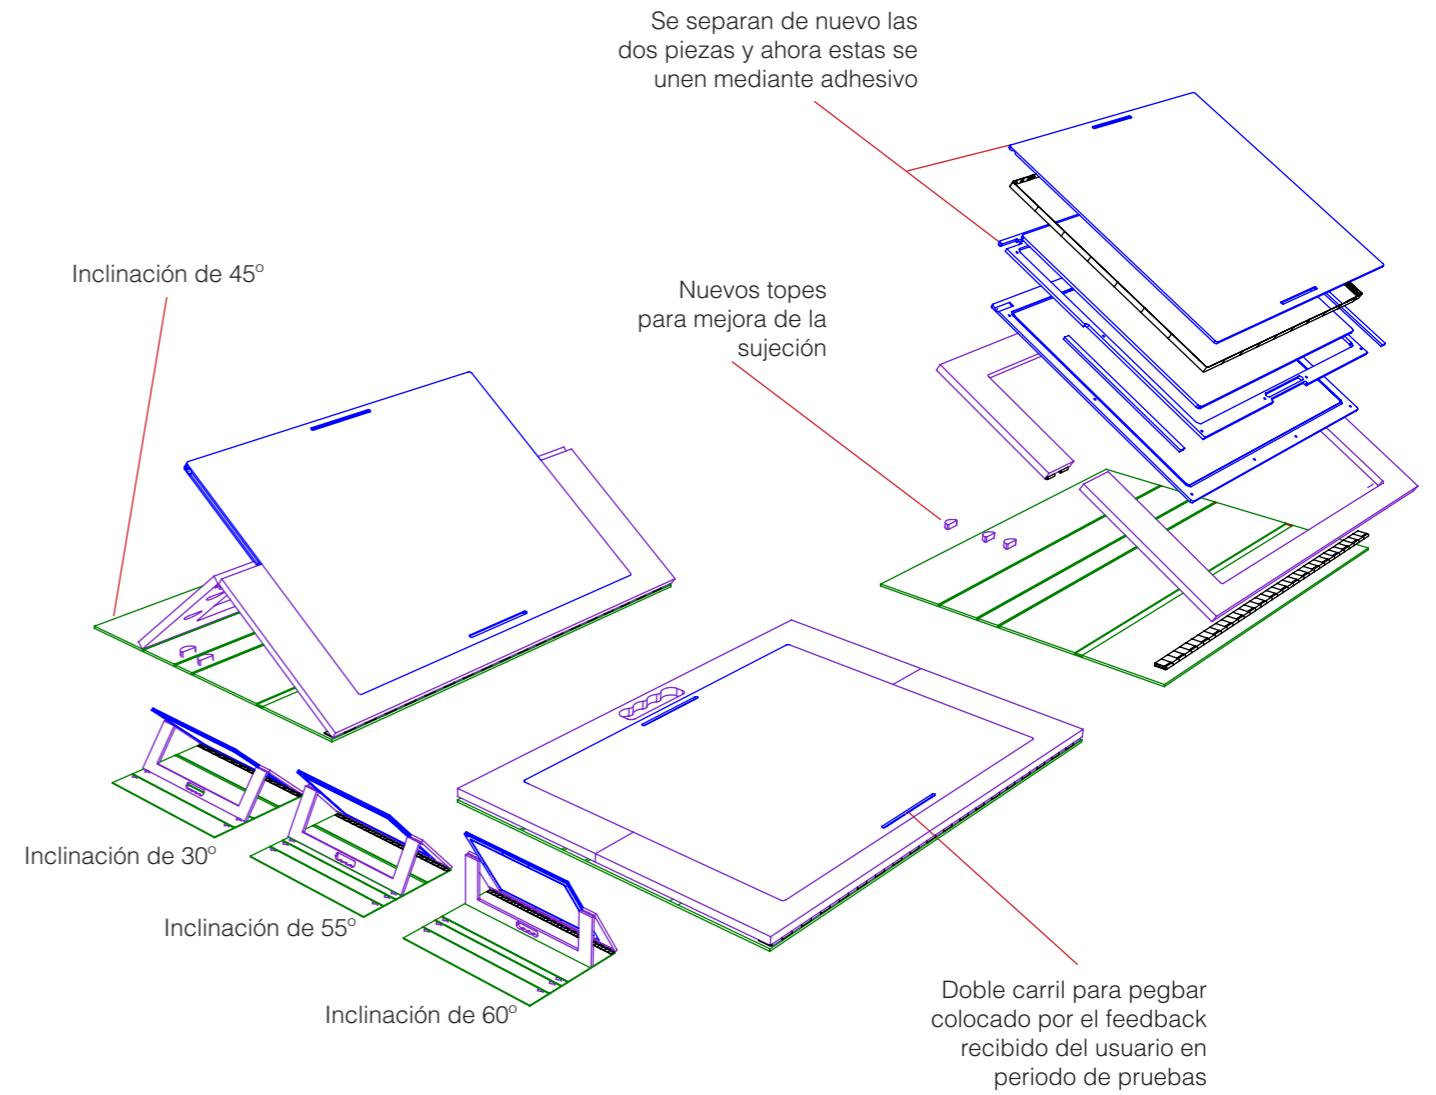 Se separan de nuevo las
dos piezas y ahora estas se
unen mediante adhesivo
Inclinación de 45º
Nuevos topes
para mejora de la
sujeción
Inclinación de 30º
Inclinación de 55º
Inclinación de 60º
Doble carril para pegbar
colocado por el feedback
recibido del usuario en
periodo de pruebas